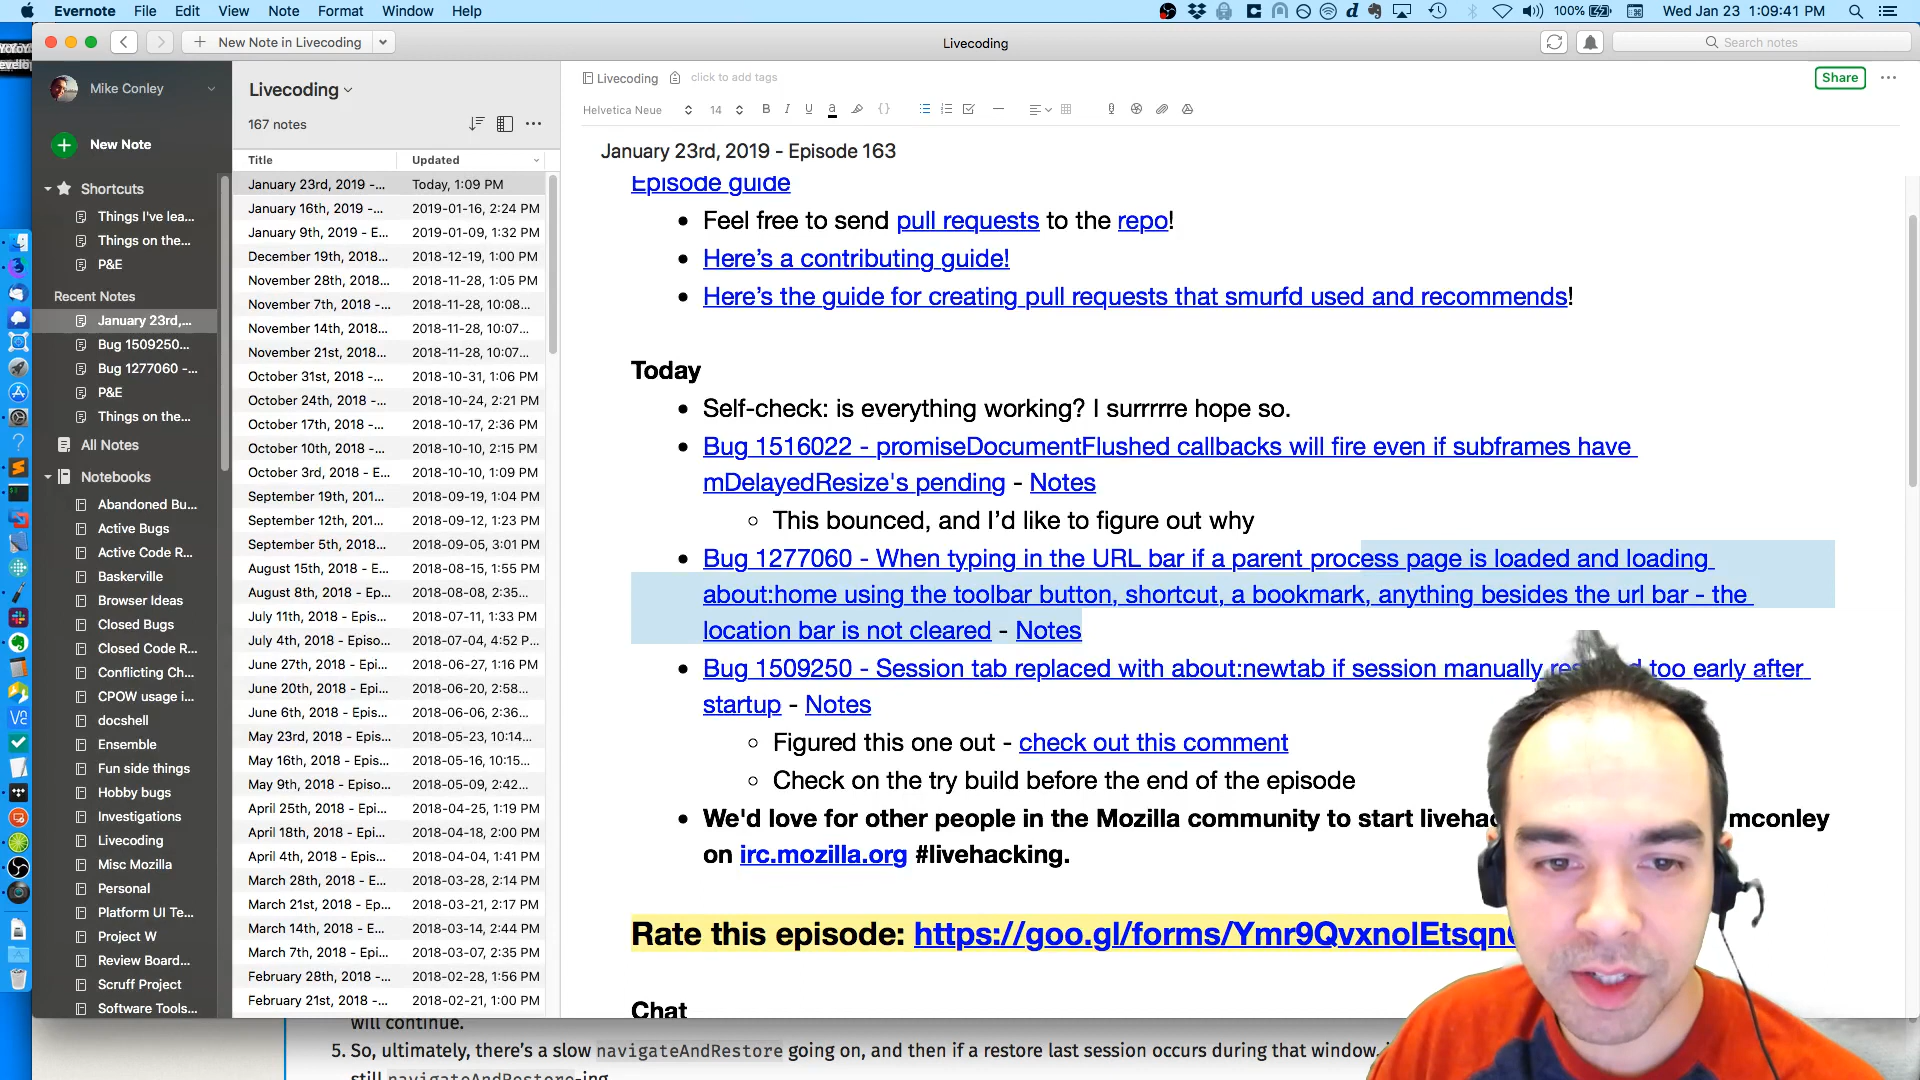 Evernote File Edit View Note Format Window Help
100% Wed Jan 23 1:09:41 PM
New Note in Livecoding
Livecoding
Search notes
Mike Conley
New Note
Shortcuts
Things I've lea...
Things on the...
P&E
Recent Notes
January 23rd,...
Bug 1509250...
Bug 1277060 -...
P&E
Things on the...
All Notes
Notebooks
Abandoned Bu...
Active Bugs
Active Code R...
Baskerville
Browser Ideas
Closed Bugs
Closed Code R...
Conflicting Ch...
CPOW usage i...
docshell
Ensemble
Fun side things
Hobby bugs
Investigations
Livecoding
Misc Mozilla
Personal
Platform UI Te...
Project W
Review Board...
Scruff Project
Software Tools...
Livecoding
167 notes
Title Updated
January 23rd, 2019 -... Today, 1:09 PM
January 16th, 2019 -... 2019-01-16, 2:24 PM
January 9th, 2019 - E... 2019-01-09, 1:32 PM
December 19th, 2018... 2018-12-19, 1:00 PM
November 28th, 2018... 2018-11-28, 1:05 PM
November 7th, 2018 -... 2018-11-28, 10:08...
November 14th, 2018... 2018-11-28, 10:07...
November 21st, 2018... 2018-11-28, 10:07...
October 31st, 2018 -... 2018-10-31, 1:06 PM
October 24th, 2018 -... 2018-10-24, 2:21 PM
October 17th, 2018 -... 2018-10-17, 2:36 PM
October 10th, 2018 -... 2018-10-10, 2:15 PM
October 3rd, 2018 - E... 2018-10-10, 1:09 PM
September 19th, 201... 2018-09-19, 1:04 PM
September 12th, 201... 2018-09-12, 1:23 PM
September 5th, 2018... 2018-09-05, 3:01 PM
August 15th, 2018 -... 2018-08-15, 1:55 PM
August 8th, 2018 - Ep... 2018-08-08, 2:35...
July 11th, 2018 - Epis... 2018-07-11, 1:33 PM
July 4th, 2018 - Episo... 2018-07-04, 4:52 P...
June 27th, 2018 - Epi... 2018-06-27, 1:16 PM
June 20th, 2018 - Epi... 2018-06-20, 2:58...
June 6th, 2018 - Epis... 2018-06-06, 2:36...
May 23rd, 2018 - Epi... 2018-05-23, 10:14...
May 16th, 2018 - Epis... 2018-05-16, 10:15...
May 9th, 2018 - Epis... 2018-05-09, 2:42...
April 25th, 2018 - Epi... 2018-04-25, 1:19 PM
April 18th, 2018 - Epi... 2018-04-18, 2:00 PM
April 4th, 2018 - Epis... 2018-04-04, 1:41 PM
March 28th, 2018 - E... 2018-03-28, 2:14 PM
March 21st, 2018 - Ep... 2018-03-21, 2:17 PM
March 14th, 2018 - E... 2018-03-14, 2:44 PM
March 7th, 2018 - Epi... 2018-03-07, 2:35 PM
February 28th, 2018 -... 2018-02-28, 1:56 PM
February 21st, 2018 -... 2018-02-21, 1:00 PM
Livecoding click to add tags
Share
Helvetica Neue 14 B I U a
January 23rd, 2019 - Episode 163
Episode guide
Feel free to send pull requests to the repo!
Here’s a contributing guide!
Here’s the guide for creating pull requests that smurfd used and recommends!
Today
Self-check: is everything working? I surrrrre hope so.
Bug 1516022 - promiseDocumentFlushed callbacks will fire even if subframes have
mDelayedResize's pending - Notes
This bounced, and I’d like to figure out why
Bug 1277060 - When typing in the URL bar if a parent process page is loaded and loading
about:home using the toolbar button, shortcut, a bookmark, anything besides the url bar - the
location bar is not cleared - Notes
Bug 1509250 - Session tab replaced with about:newtab if session manually too early after
startup - Notes
Figured this one out - check out this comment
Check on the try build before the end of the episode
We'd love for other people in the Mozilla community to start mconley
on irc.mozilla.org #livehacking.
Rate this episode: https://goo.gl/forms/
Chat
will continue.
5. So, ultimately, there’s a slow navigateAndRestore going on, and then if a restore last session occurs during that window,
still navigateAndRestore-ing